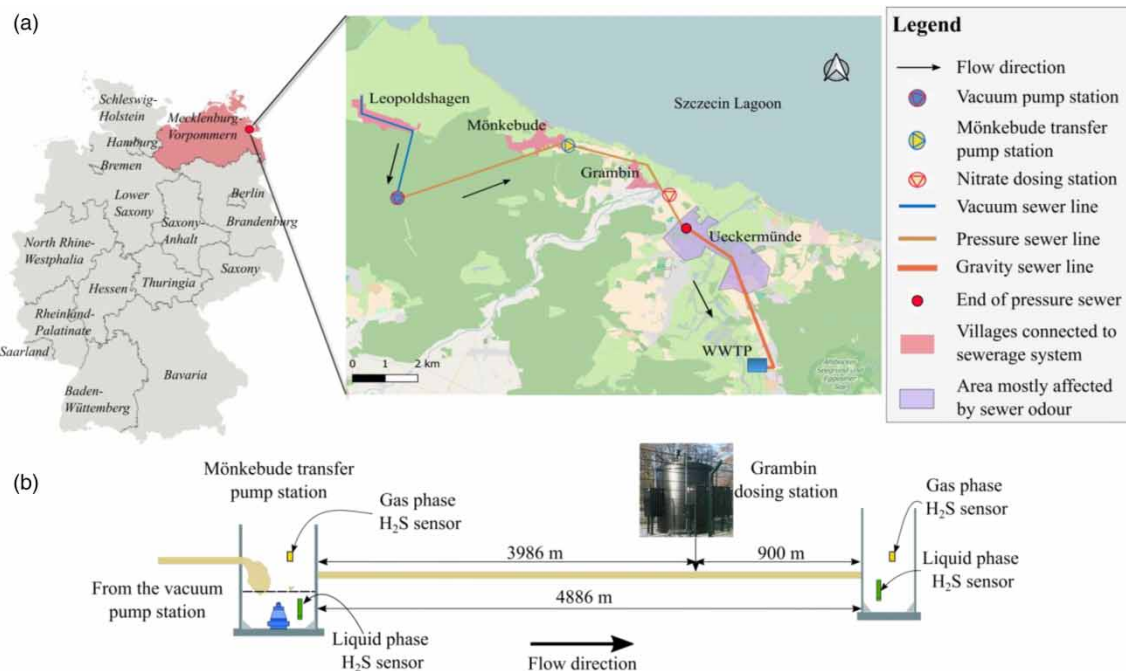 (a)
Schleswig-
Holstein
Mecklenburg-
Vorpommern
Hamburg
Bremen
Lower
Saxony
Berlin
Brandenburg
Saxony-
Anhalt
North Rhine-
Westphalia
Hessen
Thuringia
Saxony
Rheinland-
Palatinate
Saarland
Baden-
Wüttemberg
Bavaria
Leopoldshagen
Mönkebude
Szczecin Lagoon
Grambin
Ueckermünde
WWTP
0 1 2 km
Legend
Flow direction
Vacuum pump station
Mönkebude transfer
pump station
Nitrate dosing station
Vacuum sewer line
Pressure sewer line
Gravity sewer line
End of pressure sewer
Villages connected to
sewerage system
Area mostly affected
by sewer odour
(b)
Mönkebude transfer
pump station
Gas phase
H₂S sensor
Grambin
dosing station
Gas phase
H₂S sensor
3986 m
900 m
Liquid phase
H₂S sensor
From the vacuum
pump station
4886 m
Liquid phase
H₂S sensor
Flow direction